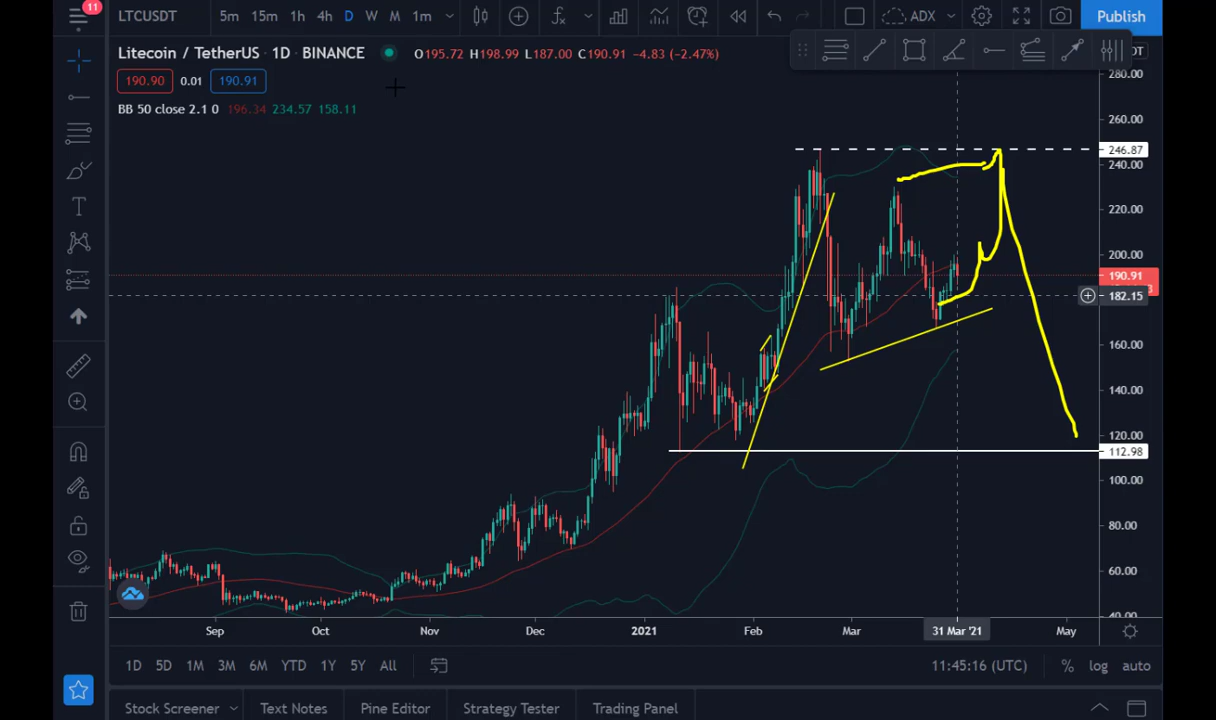 11
LTCUSDT 5m 15m 1h 4h D W M 1m ADX Publish
Litecoin / TetherUS · 1D · BINANCE O195.72 H198.99 L187.00 C190.91 −4.83 (−2.47%)
190.90 0.01 190.91
BB 50 close 2.1 0 196.34 234.57 158.11
280.00
260.00
246.87
240.00
220.00
200.00
190.91
182.15
160.00
140.00
120.00
112.98
100.00
80.00
60.00
40.00
Sep Oct Nov Dec 2021 Feb Mar 31 Mar '21 May
1D 5D 1M 3M 6M YTD 1Y 5Y All 11:45:16 (UTC) % log auto
Stock Screener Text Notes Pine Editor Strategy Tester Trading Panel